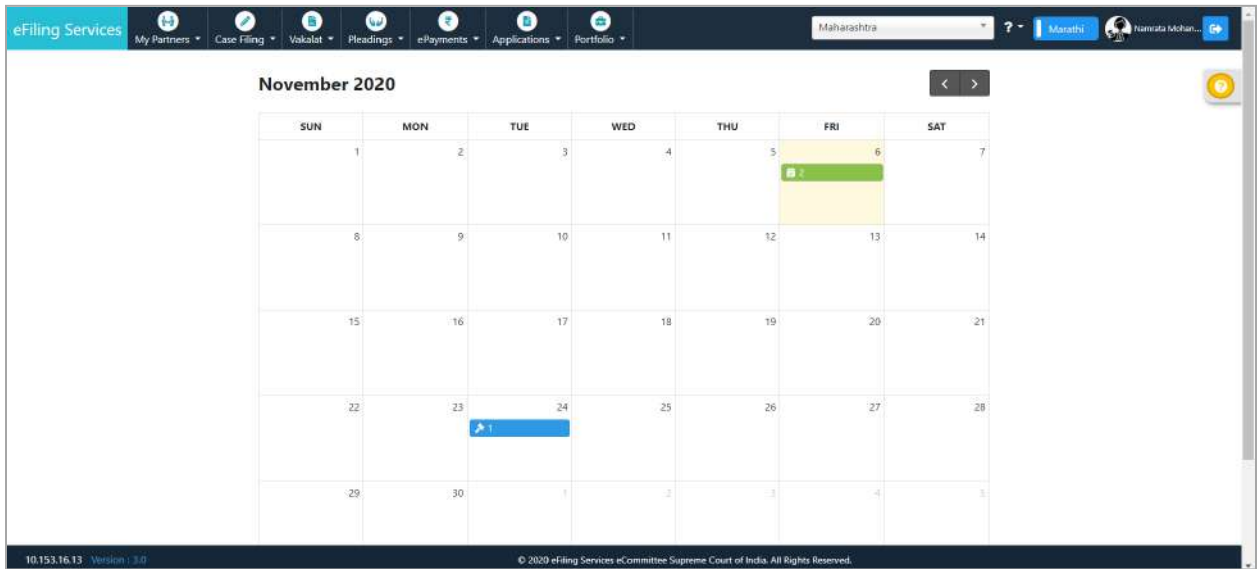 eFiling Services My Partners Case Filing Vakalat Pleadings ePayments Applications Portfolio Maharashtra ? Marathi Namrata Mohan...
November 2020
SUN MON TUE WED THU FRI SAT
1 2 3 4 5 6 7
2
8 9 10 11 12 13 14
15 16 17 18 19 20 21
22 23 24 25 26 27 28
1
29 30 1 2 3 4 5
10.153.16.13 Version : 3.0 © 2020 eFiling Services eCommittee Supreme Court of India. All Rights Reserved.